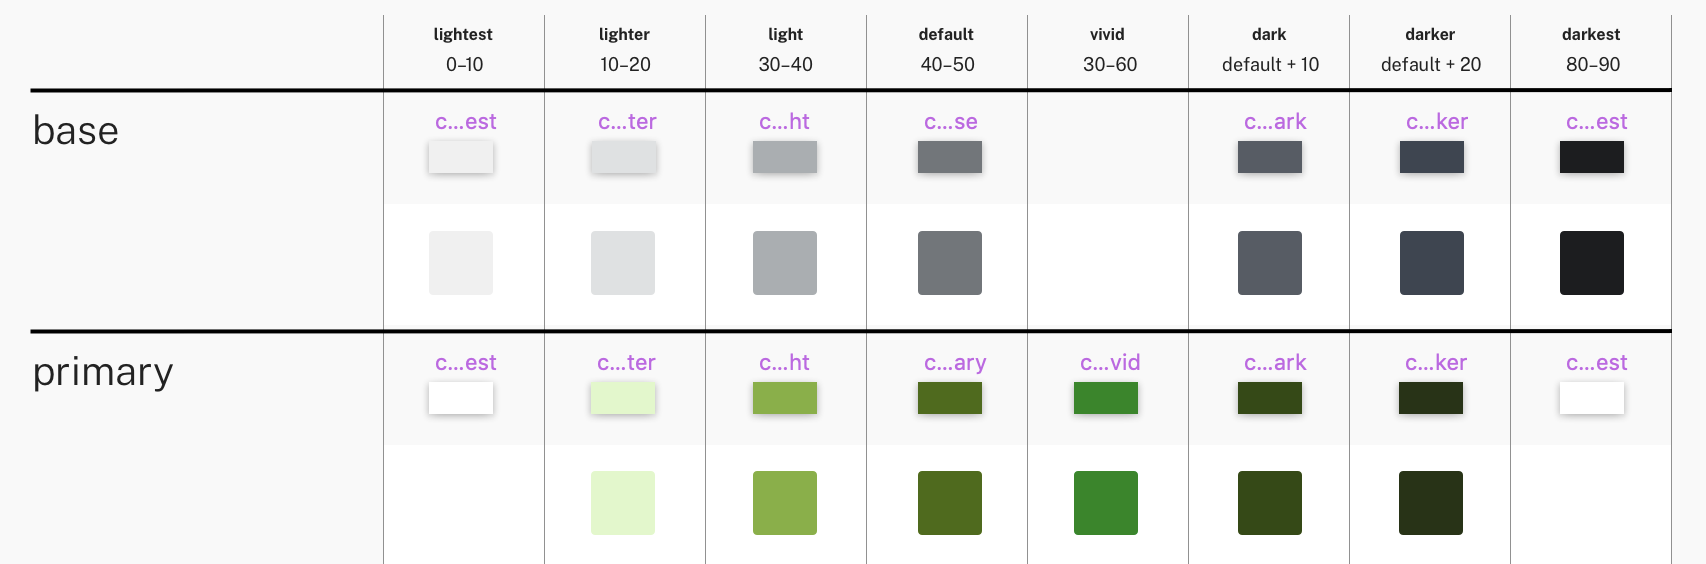 lightest lighter light default vivid dark darker darkest
0–10 10–20 30–40 40–50 30–60 default + 10 default + 20 80–90
base c...est c...ter c...ht c...se c...ark c...ker c...est
primary c...est c...ter c...ht c...ary c...vid c...ark c...ker c...est